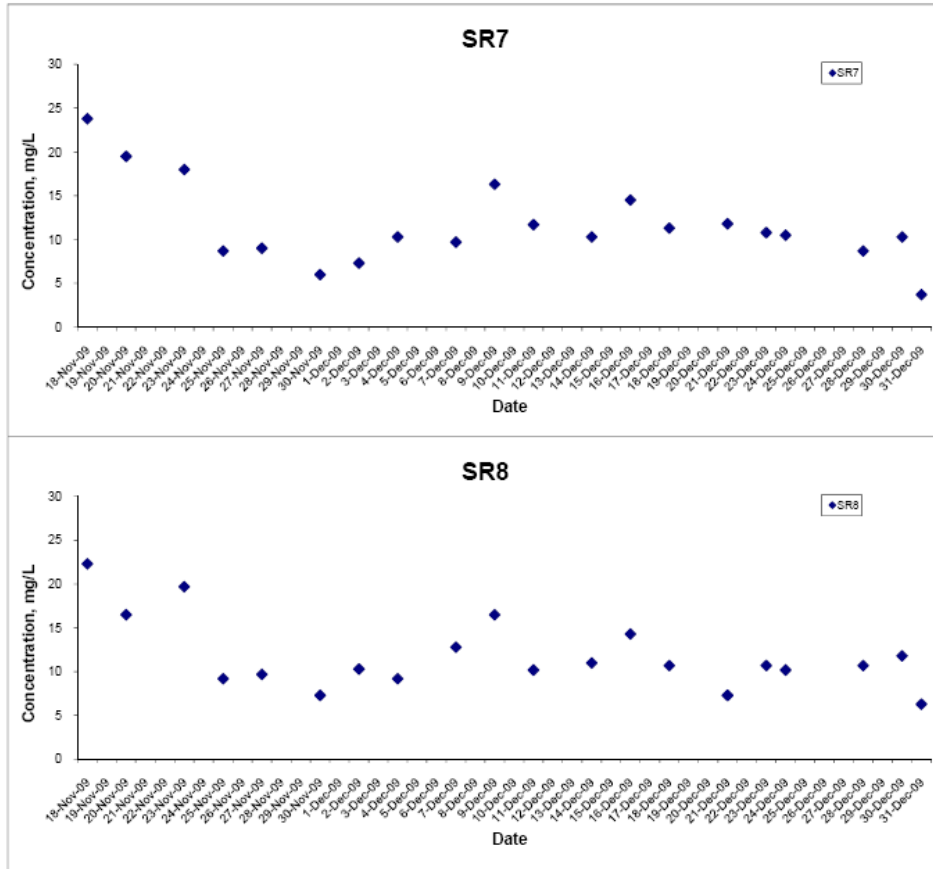 SR7
SR7
Concentration, mg/L
30
25
20
15
10
5
0
18-Nov-09
19-Nov-09
20-Nov-09
21-Nov-09
22-Nov-09
23-Nov-09
24-Nov-09
25-Nov-09
26-Nov-09
27-Nov-09
28-Nov-09
29-Nov-09
30-Nov-09
1-Dec-09
2-Dec-09
3-Dec-09
4-Dec-09
5-Dec-09
6-Dec-09
7-Dec-09
8-Dec-09
9-Dec-09
10-Dec-09
11-Dec-09
12-Dec-09
13-Dec-09
14-Dec-09
15-Dec-09
16-Dec-09
17-Dec-09
18-Dec-09
19-Dec-09
20-Dec-09
21-Dec-09
22-Dec-09
23-Dec-09
24-Dec-09
25-Dec-09
26-Dec-09
27-Dec-09
28-Dec-09
29-Dec-09
30-Dec-09
31-Dec-09
Date
SR8
SR8
Concentration, mg/L
30
25
20
15
10
5
0
18-Nov-09
19-Nov-09
20-Nov-09
21-Nov-09
22-Nov-09
23-Nov-09
24-Nov-09
25-Nov-09
26-Nov-09
27-Nov-09
28-Nov-09
29-Nov-09
30-Nov-09
1-Dec-09
2-Dec-09
3-Dec-09
4-Dec-09
5-Dec-09
6-Dec-09
7-Dec-09
8-Dec-09
9-Dec-09
10-Dec-09
11-Dec-09
12-Dec-09
13-Dec-09
14-Dec-09
15-Dec-09
16-Dec-09
17-Dec-09
18-Dec-09
19-Dec-09
20-Dec-09
21-Dec-09
22-Dec-09
23-Dec-09
24-Dec-09
25-Dec-09
26-Dec-09
27-Dec-09
28-Dec-09
29-Dec-09
30-Dec-09
31-Dec-09
Date